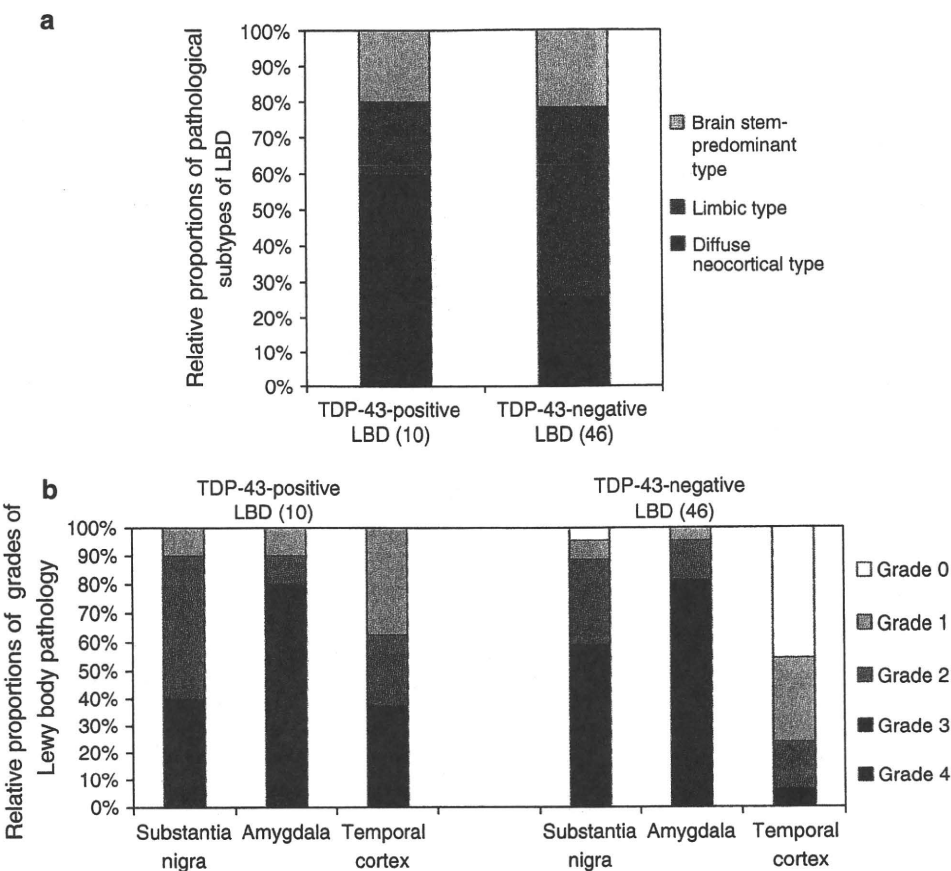 a
Relative proportions of pathological
subtypes of LBD
100%
90%
80%
70%
60%
50%
40%
30%
20%
10%
0%
TDP-43-positive
LBD (10)
TDP-43-negative
LBD (46)
Brain stem-
predominant
type
Limbic type
Diffuse
neocortical type
b
Relative proportions of grades of
Lewy body pathology
TDP-43-positive
LBD (10)
TDP-43-negative
LBD (46)
100%
90%
80%
70%
60%
50%
40%
30%
20%
10%
0%
Substantia
nigra
Amygdala
Temporal
cortex
Substantia
nigra
Amygdala
Temporal
cortex
Grade 0
Grade 1
Grade 2
Grade 3
Grade 4